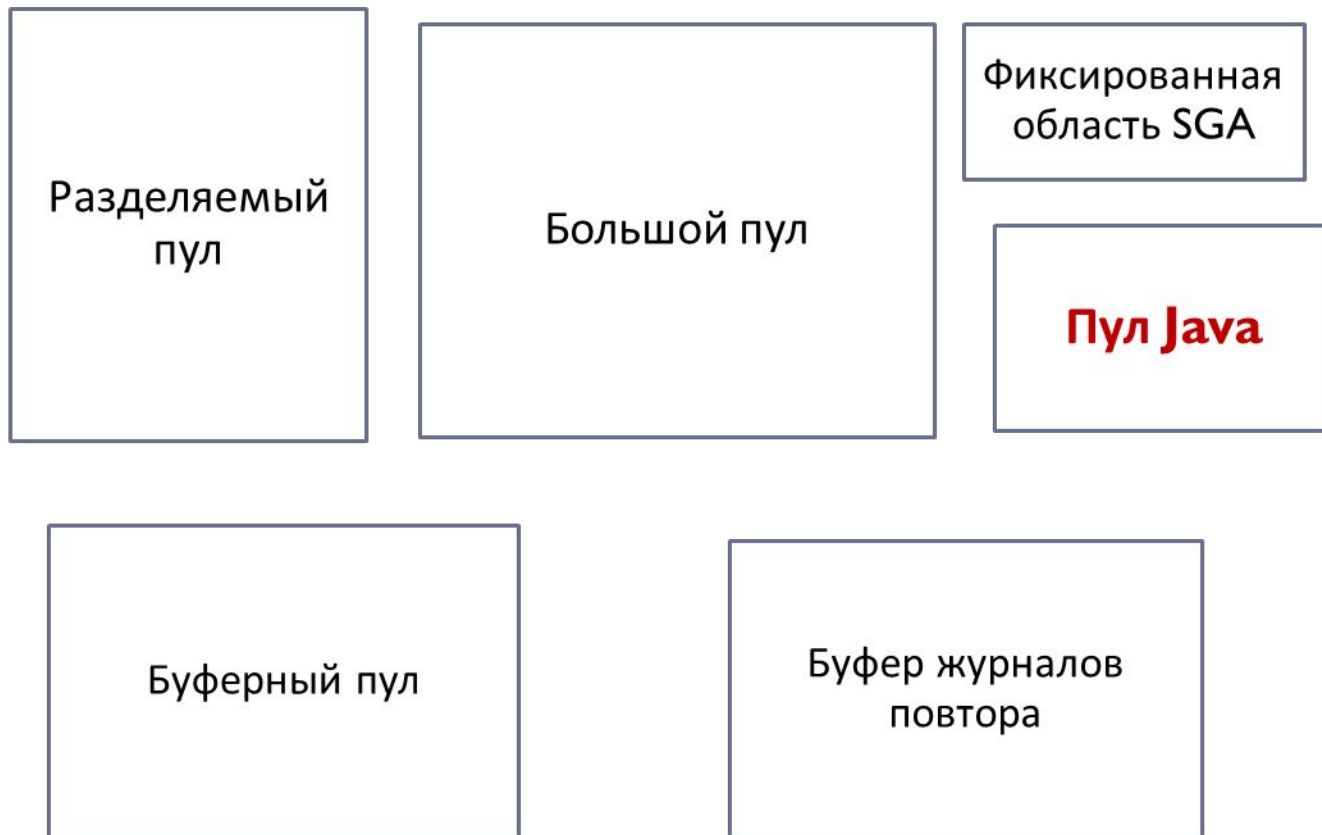 Разделяемый
пул
Большой пул
Фиксированная
область SGA
Пул Java
Буферный пул
Буфер журналов
повтора